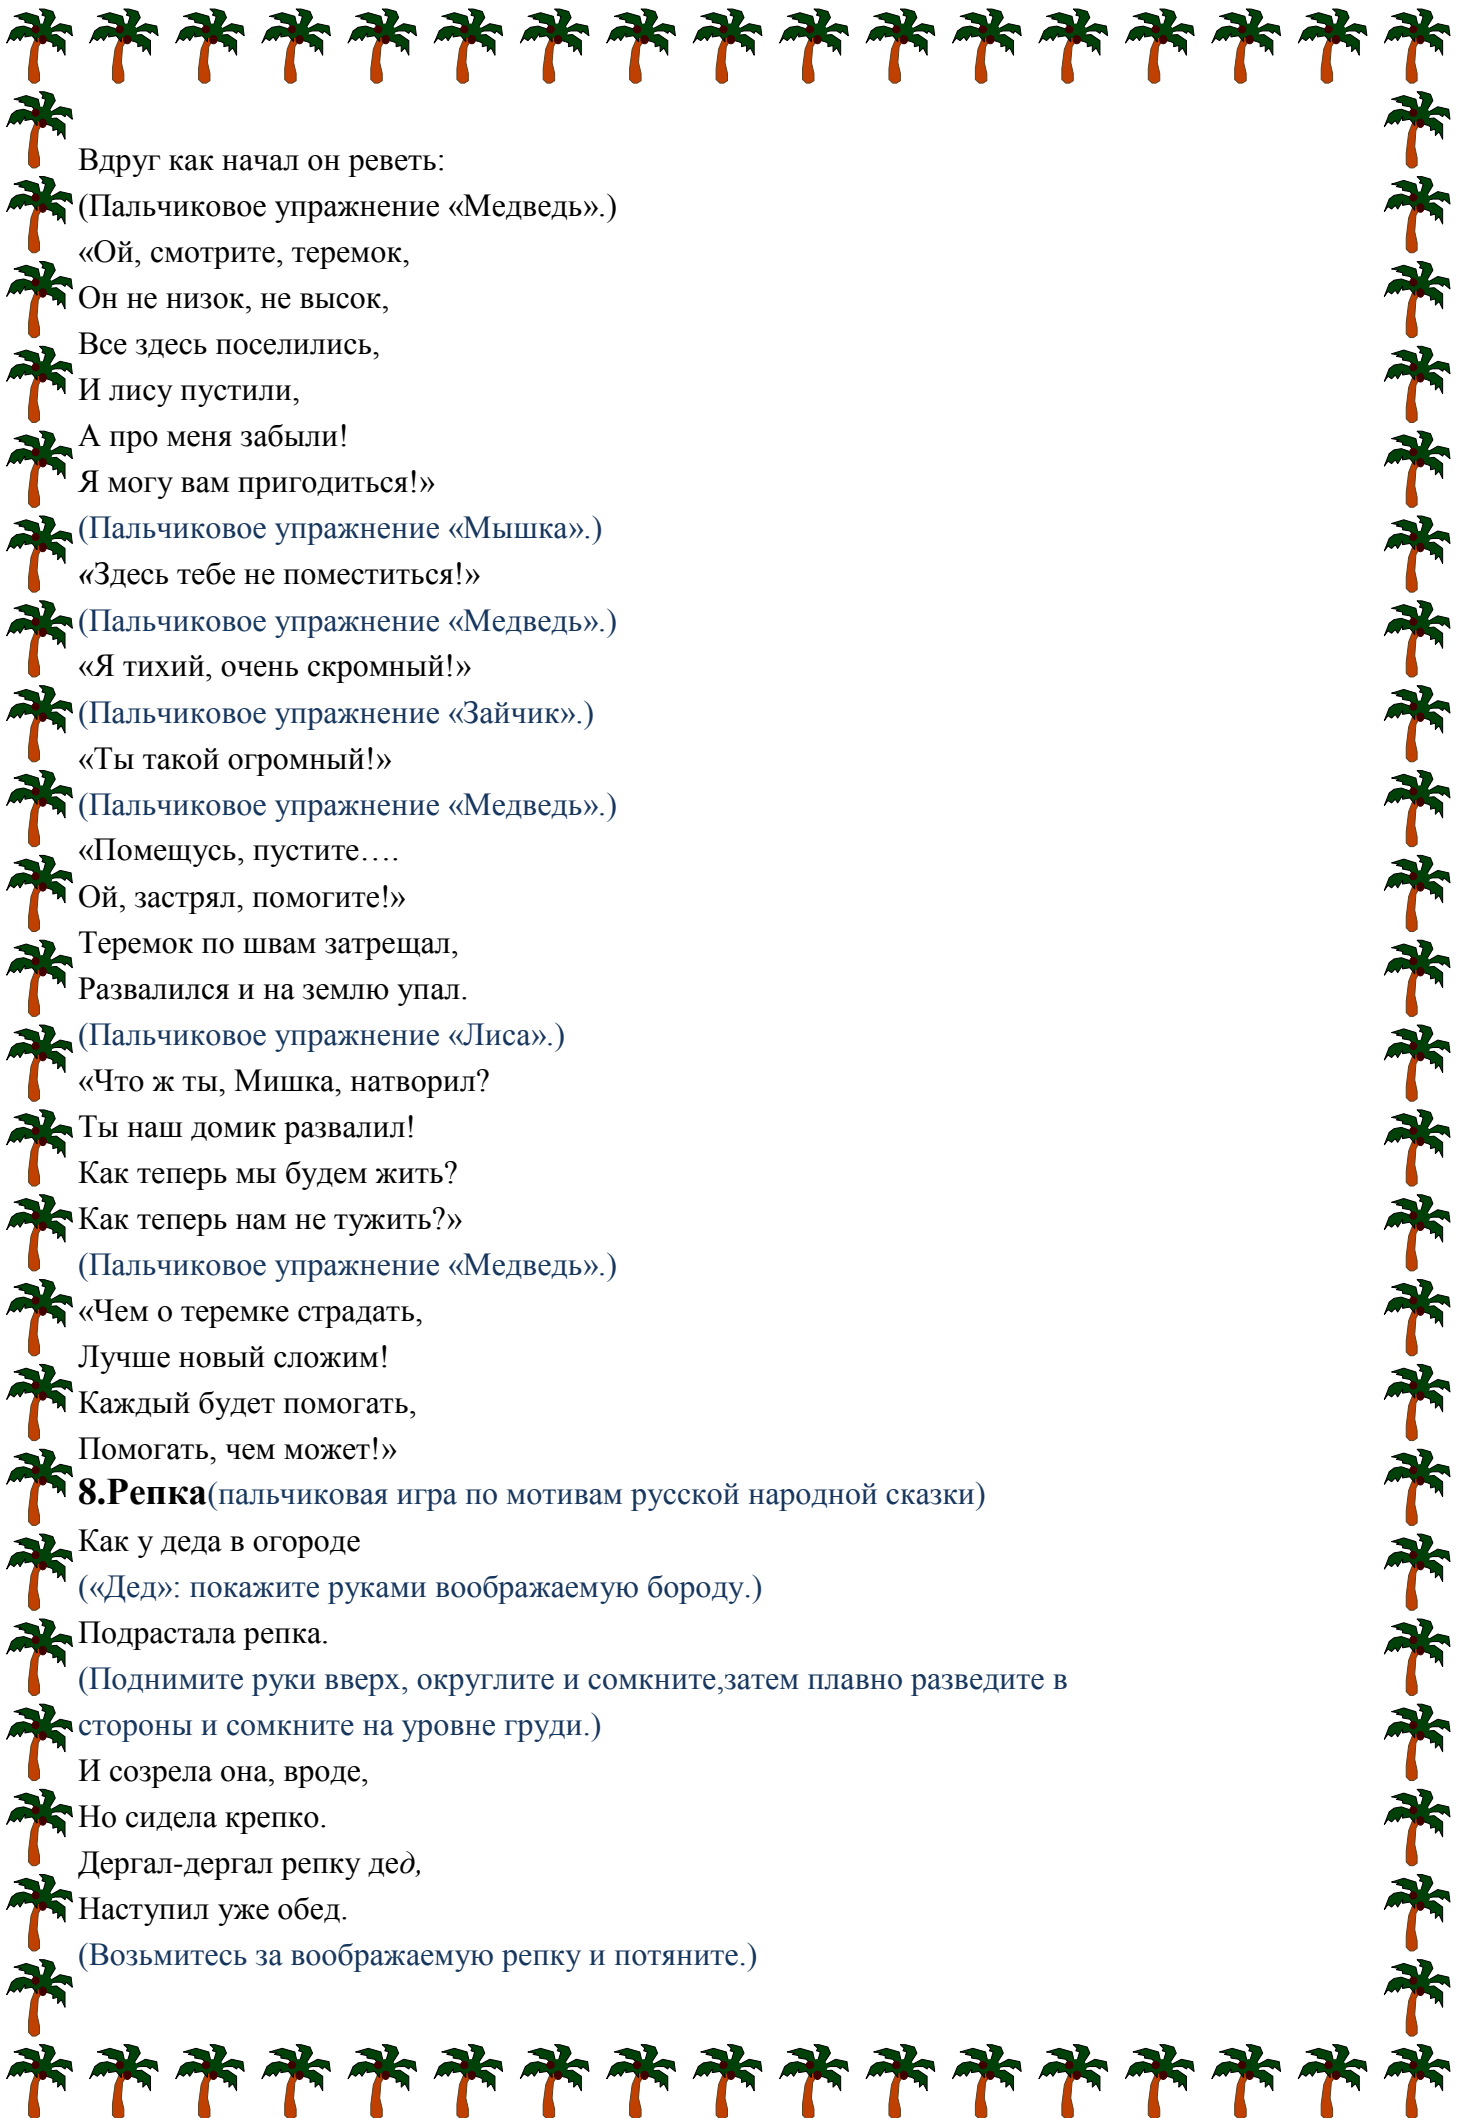 Вдруг как начал он реветь:
(Пальчиковое упражнение «Медведь».)
«Ой, смотрите, теремок,
Он не низок, не высок,
Все здесь поселились,
И лису пустили,
А про меня забыли!
Я могу вам пригодиться!»
(Пальчиковое упражнение «Мышка».)
«Здесь тебе не поместиться!»
(Пальчиковое упражнение «Медведь».)
«Я тихий, очень скромный!»
(Пальчиковое упражнение «Зайчик».)
«Ты такой огромный!»
(Пальчиковое упражнение «Медведь».)
«Помещусь, пустите….
Ой, застрял, помогите!»
Теремок по швам затрещал,
Развалился и на землю упал.
(Пальчиковое упражнение «Лиса».)
«Что ж ты, Мишка, натворил?
Ты наш домик развалил!
Как теперь мы будем жить?
Как теперь нам не тужить?»
(Пальчиковое упражнение «Медведь».)
«Чем о теремке страдать,
Лучше новый сложим!
Каждый будет помогать,
Помогать, чем может!»
8.Репка(пальчиковая игра по мотивам русской народной сказки)
Как у деда в огороде
(«Дед»: покажите руками воображаемую бороду.)
Подрастала репка.
(Поднимите руки вверх, округлите и сомкните,затем плавно разведите в
стороны и сомкните на уровне груди.)
И созрела она, вроде,
Но сидела крепко.
Дергал-дергал репку дед,
Наступил уже обед.
(Возьмитесь за воображаемую репку и потяните.)